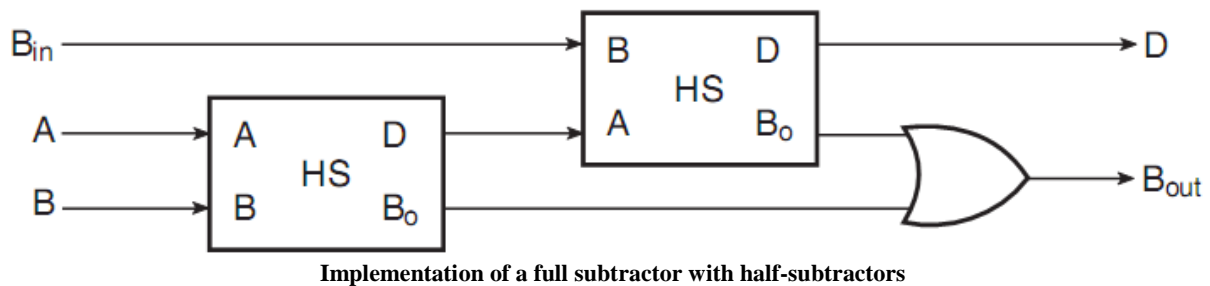 B_in
B D
D
HS
A
A D
A B_o
HS
B_out
B
B B_o
Implementation of a full subtractor with half-subtractors